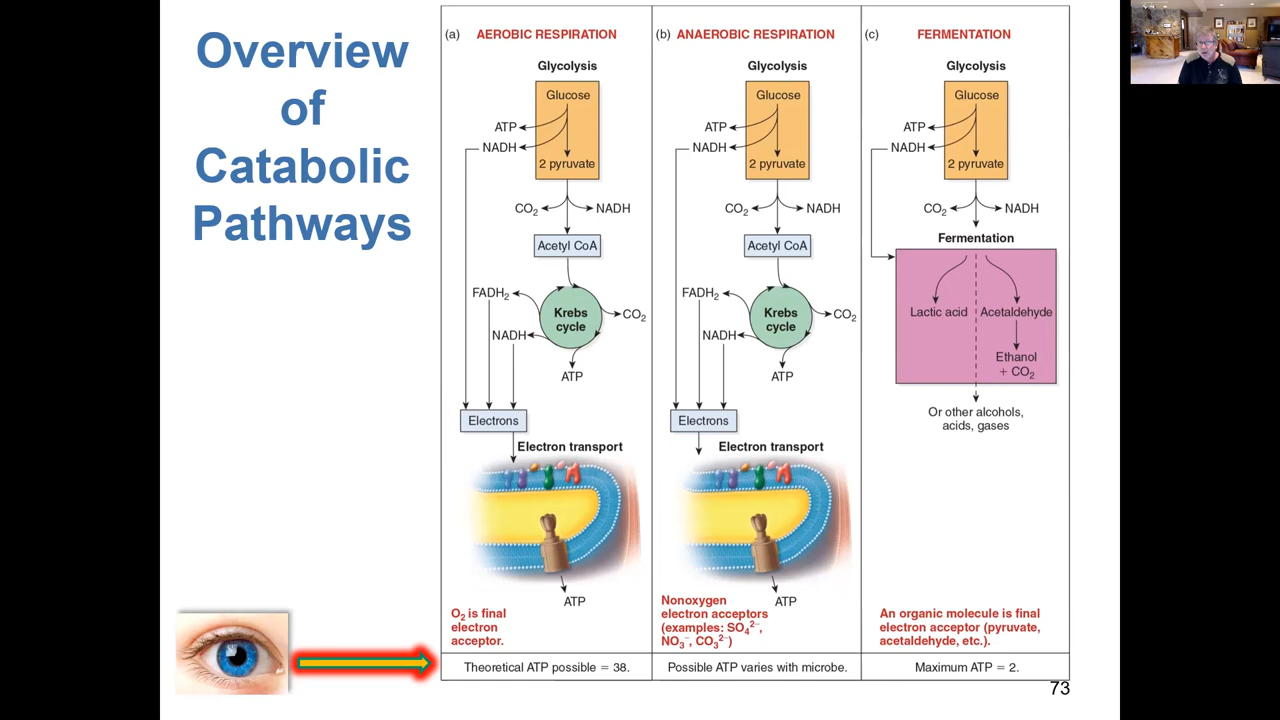 Overview
of
Catabolic
Pathways
(a) AEROBIC RESPIRATION
Glycolysis
Glucose
ATP
NADH
2 pyruvate
CO₂
NADH
Acetyl CoA
FADH₂
Krebs
cycle
CO₂
NADH
ATP
Electrons
Electron transport
ATP
O₂ is final
electron
acceptor.
Theoretical ATP possible = 38.
(b) ANAEROBIC RESPIRATION
Glycolysis
Glucose
ATP
NADH
2 pyruvate
CO₂
NADH
Acetyl CoA
FADH₂
Krebs
cycle
CO₂
NADH
ATP
Electrons
Electron transport
ATP
Nonoxygen
electron acceptors
(examples: SO₄²⁻,
NO₃⁻, CO₃²⁻)
Possible ATP varies with microbe.
(c) FERMENTATION
Glycolysis
Glucose
ATP
NADH
2 pyruvate
CO₂
NADH
Fermentation
Lactic acid
Acetaldehyde
Ethanol
+ CO₂
Or other alcohols,
acids, gases
An organic molecule is final
electron acceptor (pyruvate,
acetaldehyde, etc.).
Maximum ATP = 2.
73